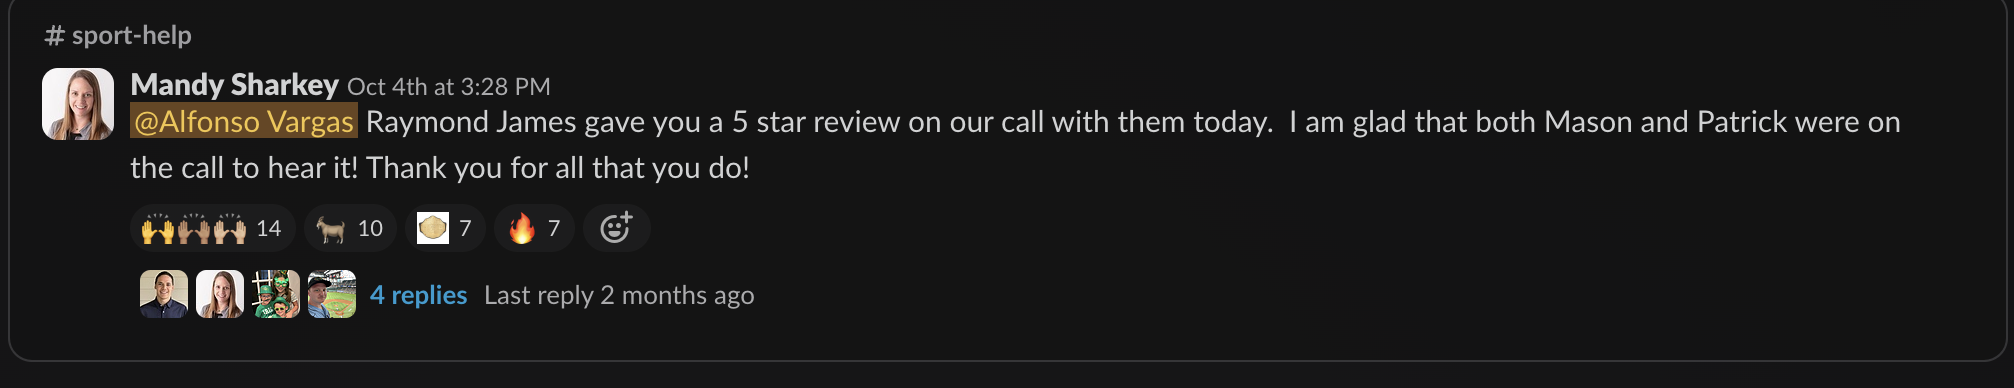 # sport-help
Mandy Sharkey Oct 4th at 3:28 PM
@Alfonso Vargas Raymond James gave you a 5 star review on our call with them today.  I am glad that both Mason and Patrick were on
the call to hear it! Thank you for all that you do!
14 10 7 7
4 replies Last reply 2 months ago